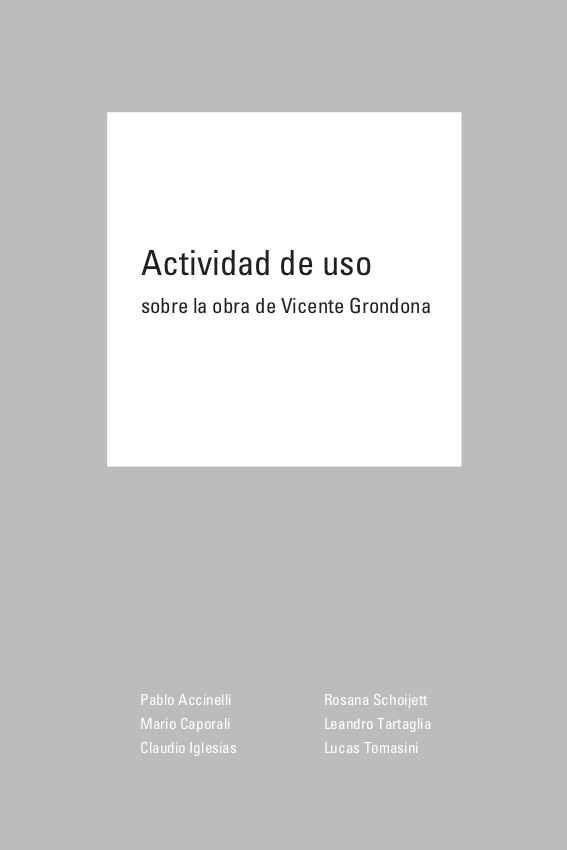 Actividad de uso
sobre la obra de Vicente Grondona
Pablo Accinelli
Mario Caporali
Claudio Iglesias
Rosana Schoijett
Leandro Tartaglia
Lucas Tomasini